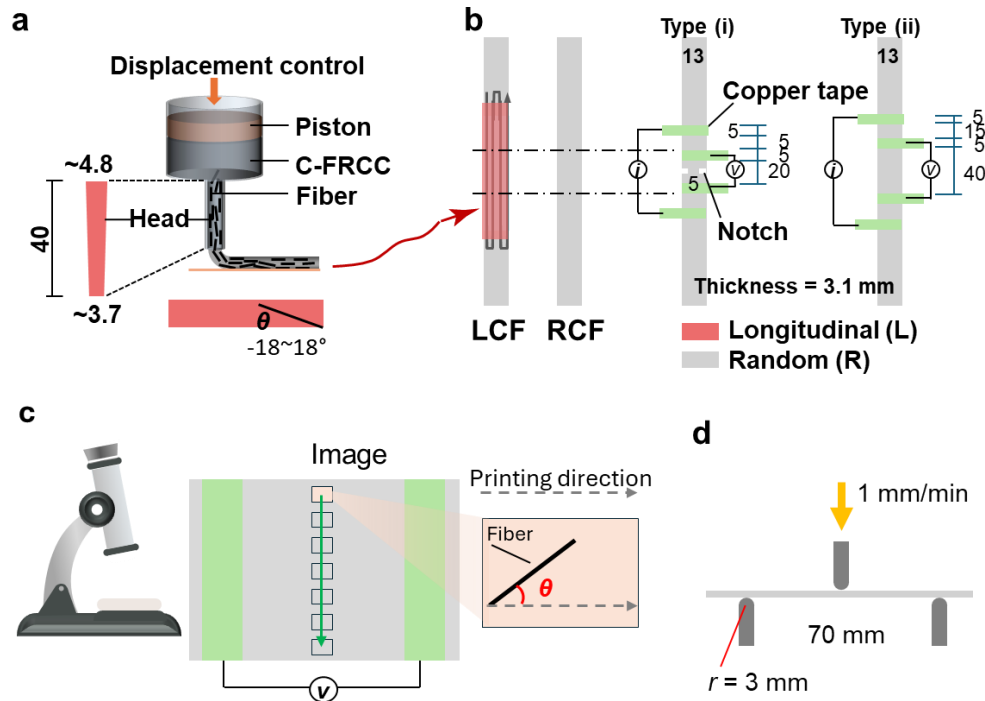 a
Displacement control
Piston
C-FRCC
Fiber
Head
~4.8
40
~3.7
θ
-18~18°
b
Type (i)
13
Copper tape
5
5
5
20
i
v
5
Notch
Type (ii)
13
5
15
5
40
i
v
Thickness = 3.1 mm
LCF
RCF
Longitudinal (L)
Random (R)
c
Image
v
Printing direction
Fiber
θ
d
1 mm/min
70 mm
r = 3 mm